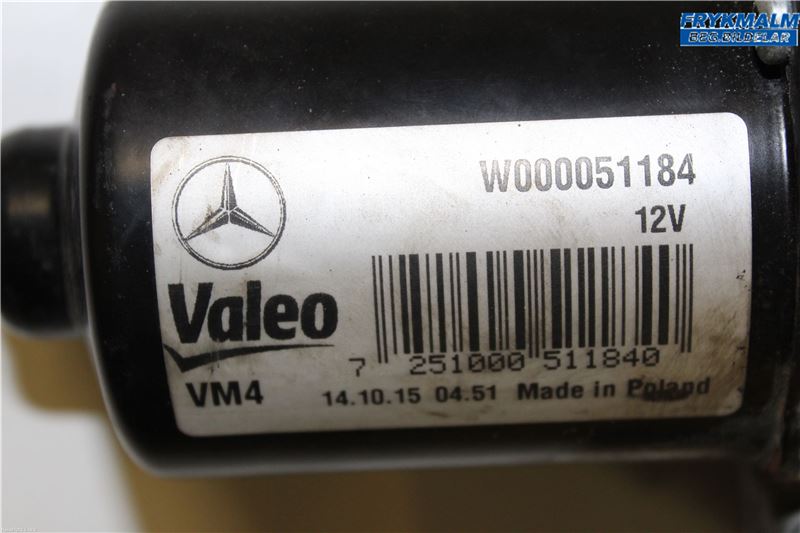 FRYKMALM
BEG.BILDELAR
W000051184
12V
Valeo
7 251000 511840
VM4
14.10.15 04.51 Made in Poland